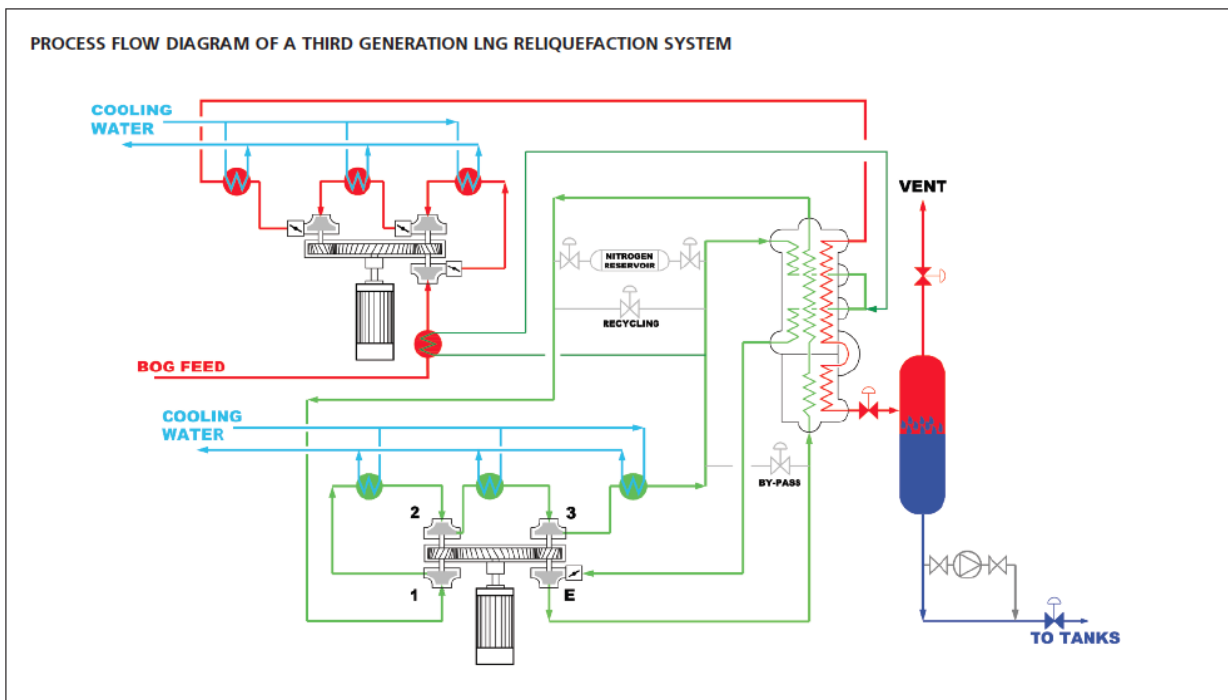 PROCESS FLOW DIAGRAM OF A THIRD GENERATION LNG RELIQUEFACTION SYSTEM
COOLING
WATER
VENT
NITROGEN
RESERVOIR
RECYCLING
BOG FEED
COOLING
WATER
BY-PASS
2
3
1
E
TO TANKS